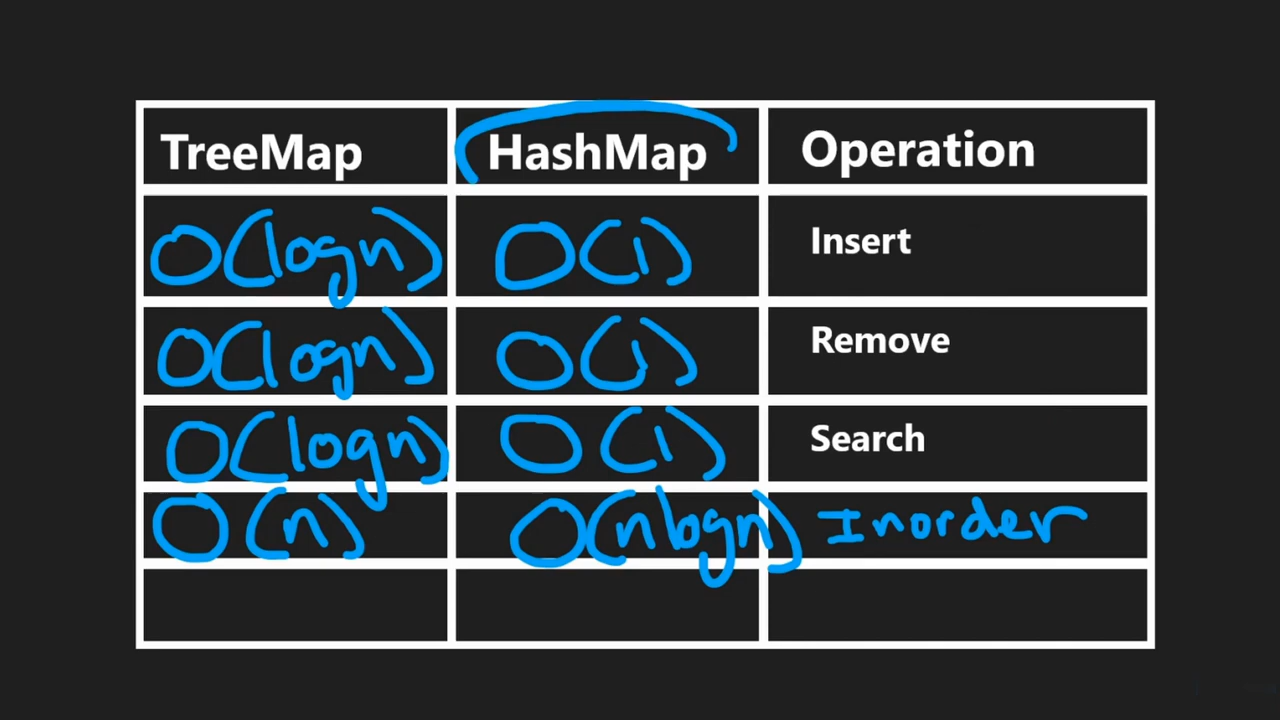 TreeMap HashMap Operation
O(logn) O(1) Insert
O(logn) O(1) Remove
O(logn) O(1) Search
O(n) O(nlogn) Inorder